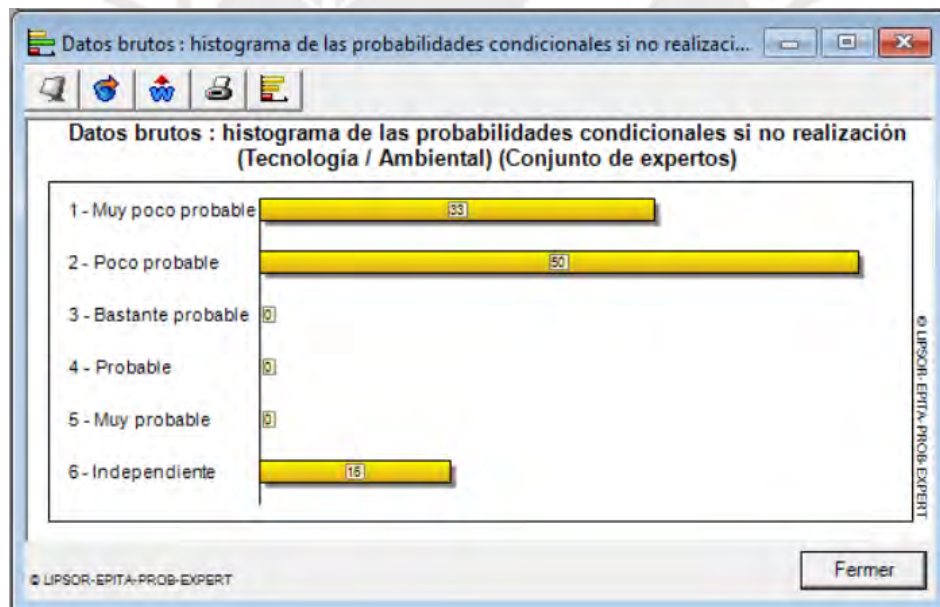 Datos brutos : histograma de las probabilidades condicionales si no realizaci...
Datos brutos : histograma de las probabilidades condicionales si no realización
(Tecnología / Ambiental) (Conjunto de expertos)
1 - Muy poco probable 33
2 - Poco probable 50
3 - Bastante probable 0
4 - Probable 0
5 - Muy probable 0
6 - Independiente 16
© LIPSOR-EPITA-PROB-EXPERT
© LIPSOR-EPITA-PROB-EXPERT
Fermer